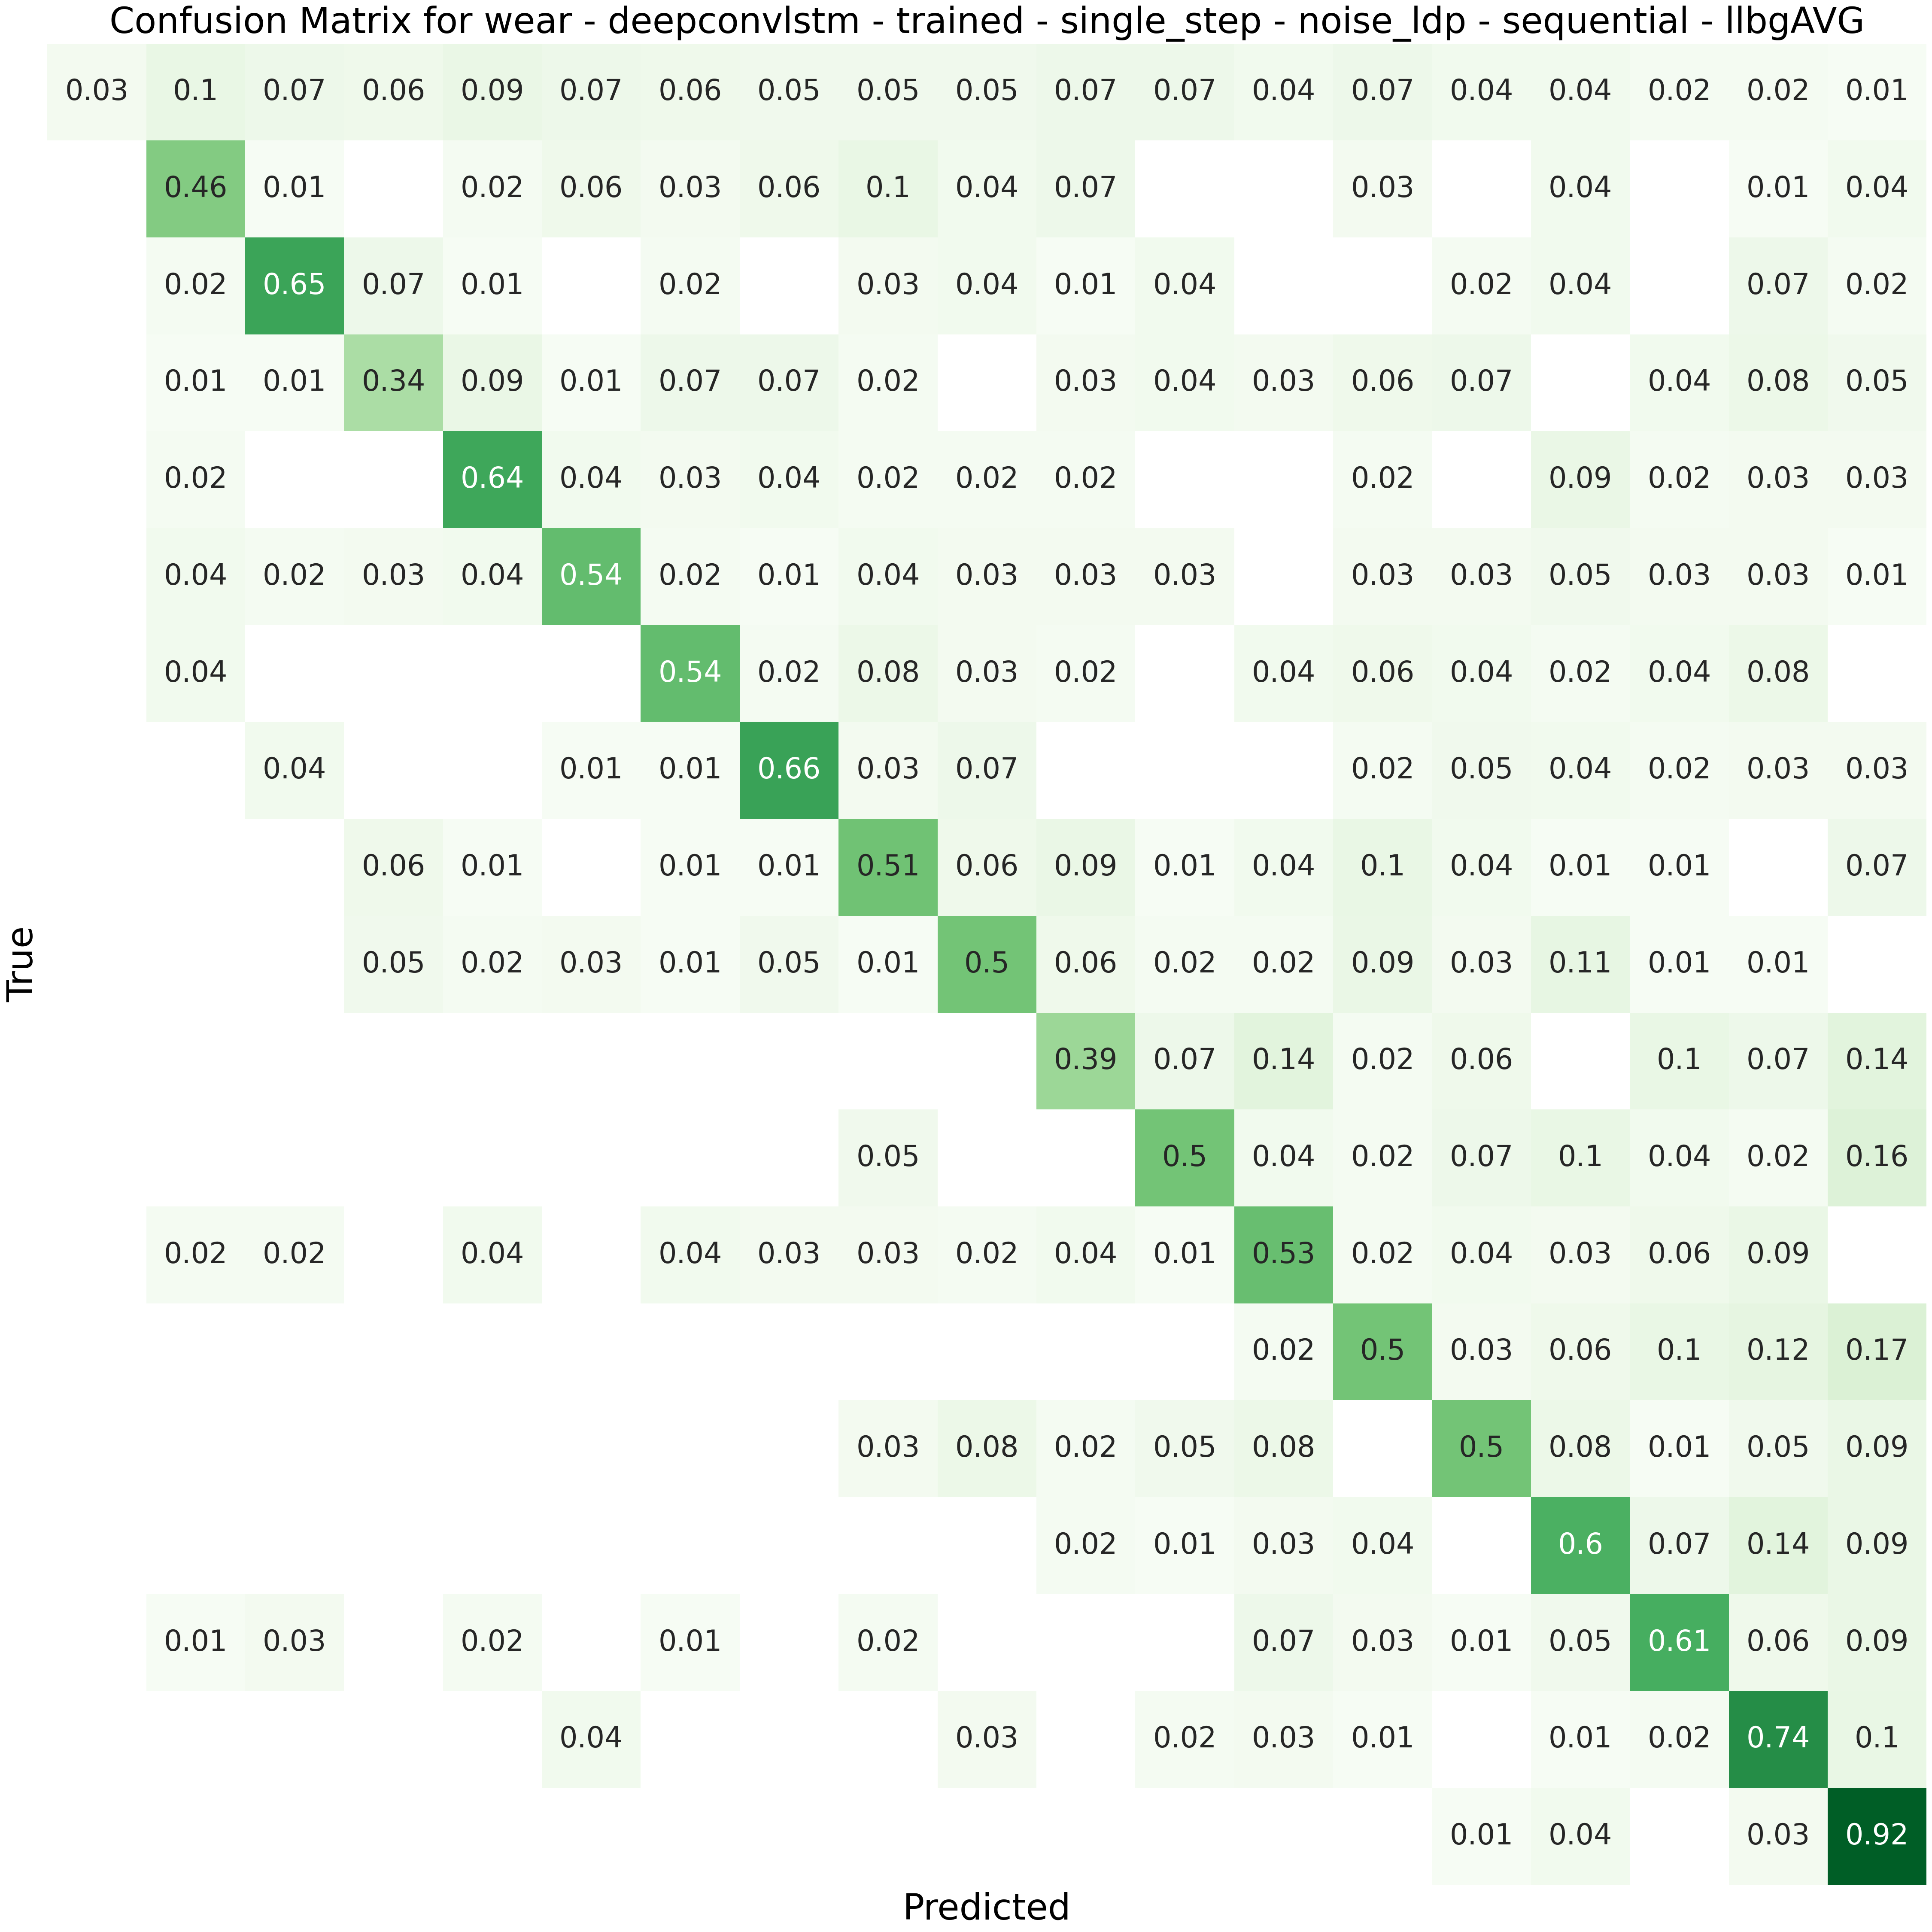 Confusion Matrix for wear - deepconvlstm - trained - single_step - noise_ldp - sequential - llbgAVG
0.03 0.1 0.07 0.06 0.09 0.07 0.06 0.05 0.05 0.05 0.07 0.07 0.04 0.07 0.04 0.04 0.02 0.02 0.01
0.46 0.01 0.02 0.06 0.03 0.06 0.1 0.04 0.07 0.03 0.04 0.01 0.04
0.02 0.65 0.07 0.01 0.02 0.03 0.04 0.01 0.04 0.02 0.04 0.07 0.02
0.01 0.01 0.34 0.09 0.01 0.07 0.07 0.02 0.03 0.04 0.03 0.06 0.07 0.04 0.08 0.05
0.02 0.64 0.04 0.03 0.04 0.02 0.02 0.02 0.02 0.09 0.02 0.03 0.03
0.04 0.02 0.03 0.04 0.54 0.02 0.01 0.04 0.03 0.03 0.03 0.03 0.03 0.05 0.03 0.03 0.01
0.04 0.54 0.02 0.08 0.03 0.02 0.04 0.06 0.04 0.02 0.04 0.08
0.04 0.01 0.01 0.66 0.03 0.07 0.02 0.05 0.04 0.02 0.03 0.03
0.06 0.01 0.01 0.01 0.51 0.06 0.09 0.01 0.04 0.1 0.04 0.01 0.01 0.07
True
0.05 0.02 0.03 0.01 0.05 0.01 0.5 0.06 0.02 0.02 0.09 0.03 0.11 0.01 0.01
0.39 0.07 0.14 0.02 0.06 0.1 0.07 0.14
0.05 0.5 0.04 0.02 0.07 0.1 0.04 0.02 0.16
0.02 0.02 0.04 0.04 0.03 0.03 0.02 0.04 0.01 0.53 0.02 0.04 0.03 0.06 0.09
0.02 0.5 0.03 0.06 0.1 0.12 0.17
0.03 0.08 0.02 0.05 0.08 0.5 0.08 0.01 0.05 0.09
0.02 0.01 0.03 0.04 0.6 0.07 0.14 0.09
0.01 0.03 0.02 0.01 0.02 0.07 0.03 0.01 0.05 0.61 0.06 0.09
0.04 0.03 0.02 0.03 0.01 0.01 0.02 0.74 0.1
0.01 0.04 0.03 0.92
Predicted